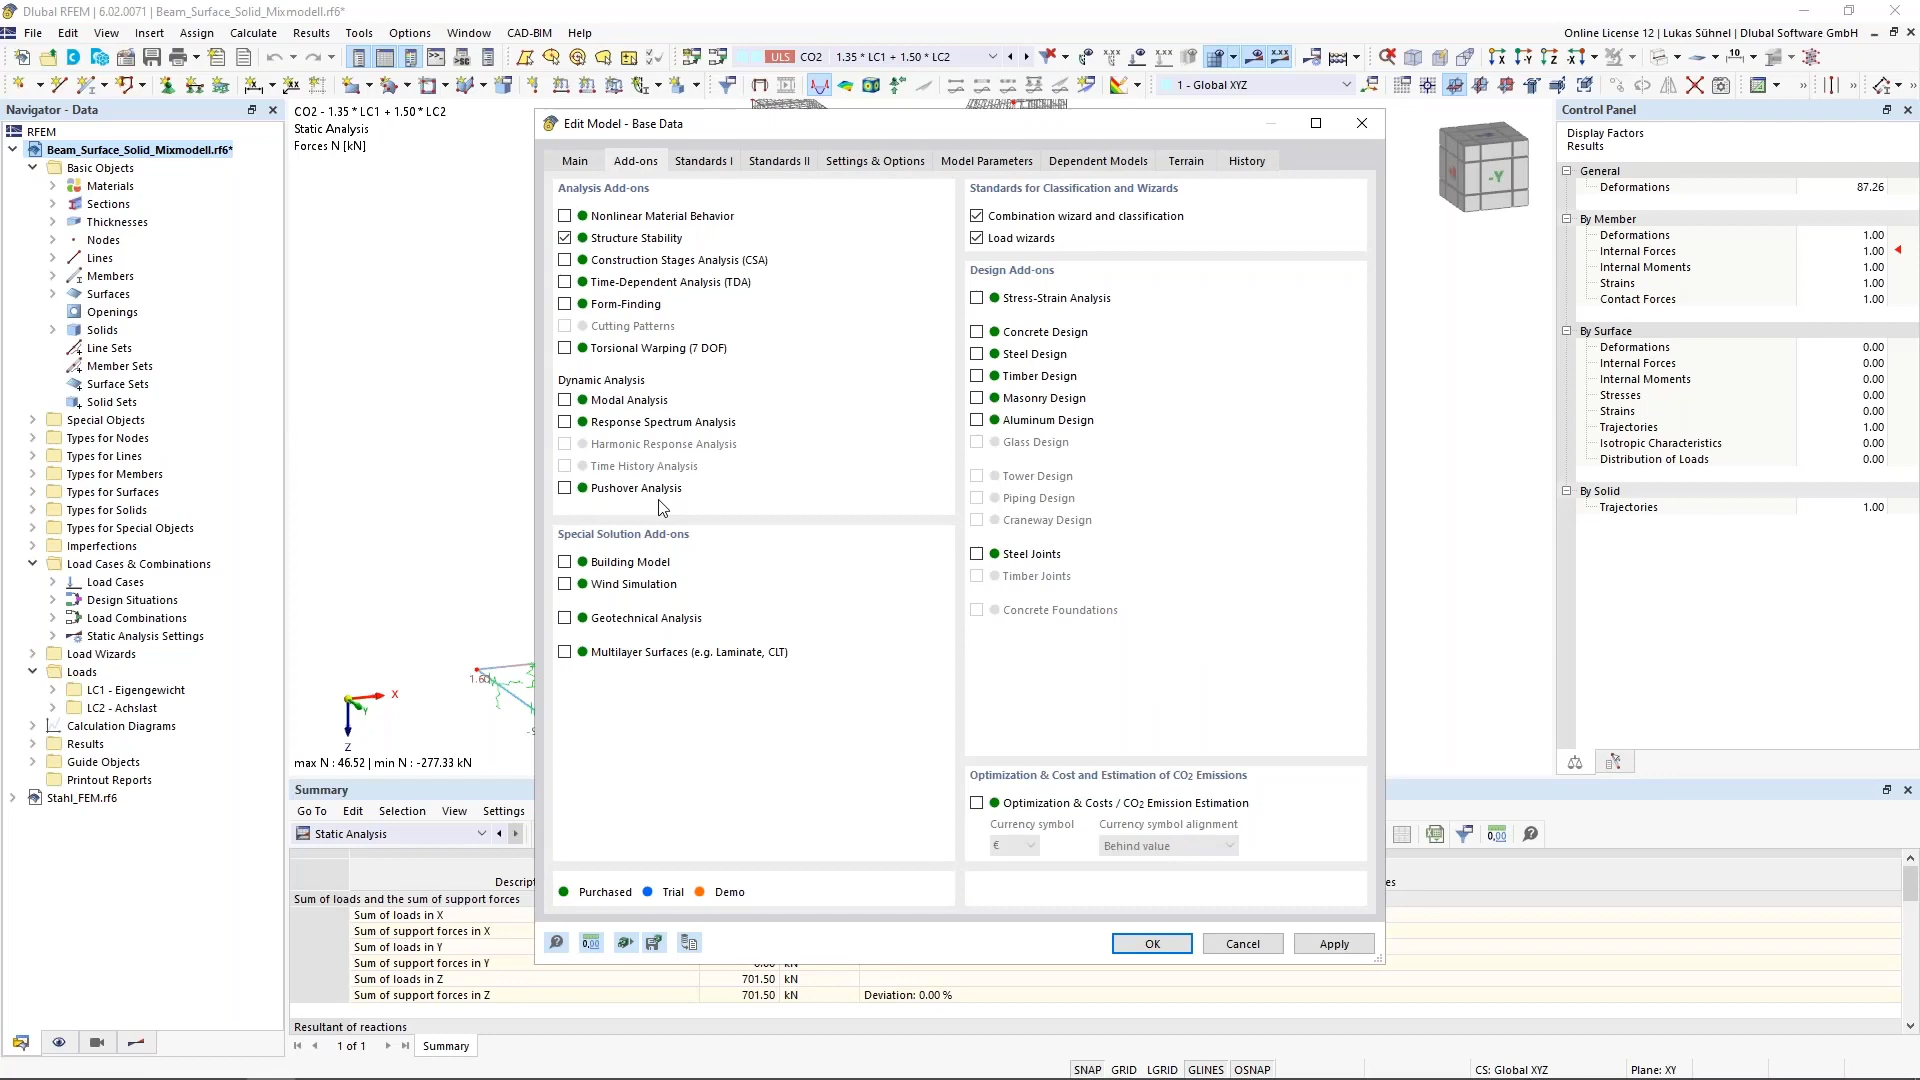 Dlubal RFEM | 6.02.0071 | Beam_Surface_Solid_Mixmodell.rf6*
File Edit View Insert Assign Calculate Results Tools Options Window CAD-BIM Help
Online License 12 | Lukas Sühnel | Dlubal Software GmbH
ULS CO2 1.35 * LC1 + 1.50 * LC2
1 - Global XYZ
Navigator - Data
RFEM
Beam_Surface_Solid_Mixmodell.rf6*
Basic Objects
Materials
Sections
Thicknesses
Nodes
Lines
Members
Surfaces
Openings
Solids
Line Sets
Member Sets
Surface Sets
Solid Sets
Special Objects
Types for Nodes
Types for Lines
Types for Members
Types for Surfaces
Types for Solids
Types for Special Objects
Imperfections
Load Cases & Combinations
Load Cases
Design Situations
Load Combinations
Static Analysis Settings
Load Wizards
Loads
LC1 - Eigengewicht
LC2 - Achslast
Calculation Diagrams
Results
Guide Objects
Printout Reports
Stahl_FEM.rf6
CO2 - 1.35 * LC1 + 1.50 * LC2
Static Analysis
Forces N [kN]
X
Y
Z
max N : 46.52 | min N : -277.33 kN
-Y
Edit Model - Base Data
Main Add-ons Standards I Standards II Settings & Options Model Parameters Dependent Models Terrain History
Analysis Add-ons
Nonlinear Material Behavior
Structure Stability
Construction Stages Analysis (CSA)
Time-Dependent Analysis (TDA)
Form-Finding
Cutting Patterns
Torsional Warping (7 DOF)
Dynamic Analysis
Modal Analysis
Response Spectrum Analysis
Harmonic Response Analysis
Time History Analysis
Pushover Analysis
Special Solution Add-ons
Building Model
Wind Simulation
Geotechnical Analysis
Multilayer Surfaces (e.g. Laminate, CLT)
Purchased Trial Demo
Standards for Classification and Wizards
Combination wizard and classification
Load wizards
Design Add-ons
Stress-Strain Analysis
Concrete Design
Steel Design
Timber Design
Masonry Design
Aluminum Design
Glass Design
Tower Design
Piping Design
Craneway Design
Steel Joints
Timber Joints
Concrete Foundations
Optimization & Cost and Estimation of CO2 Emissions
Optimization & Costs / CO2 Emission Estimation
Currency symbol Currency symbol alignment
€ Behind value
OK Cancel Apply
Control Panel
Display Factors
Results
General
Deformations 87.26
By Member
Deformations 1.00
Internal Forces 1.00
Internal Moments 1.00
Strains 1.00
Contact Forces 1.00
By Surface
Deformations 0.00
Internal Forces 0.00
Internal Moments 0.00
Stresses 0.00
Strains 0.00
Trajectories 1.00
Isotropic Characteristics 0.00
Distribution of Loads 0.00
By Solid
Trajectories 1.00
Summary
Go To Edit Selection View Settings
Static Analysis
Descript
Sum of loads and the sum of support forces
Sum of loads in X
Sum of support forces in X
Sum of loads in Y
Sum of support forces in Y kN
Sum of loads in Z 701.50 kN
Sum of support forces in Z 701.50 kN Deviation: 0.00 %
Resultant of reactions
1 of 1 Summary
SNAP GRID LGRID GLINES OSNAP CS: Global XYZ Plane: XY